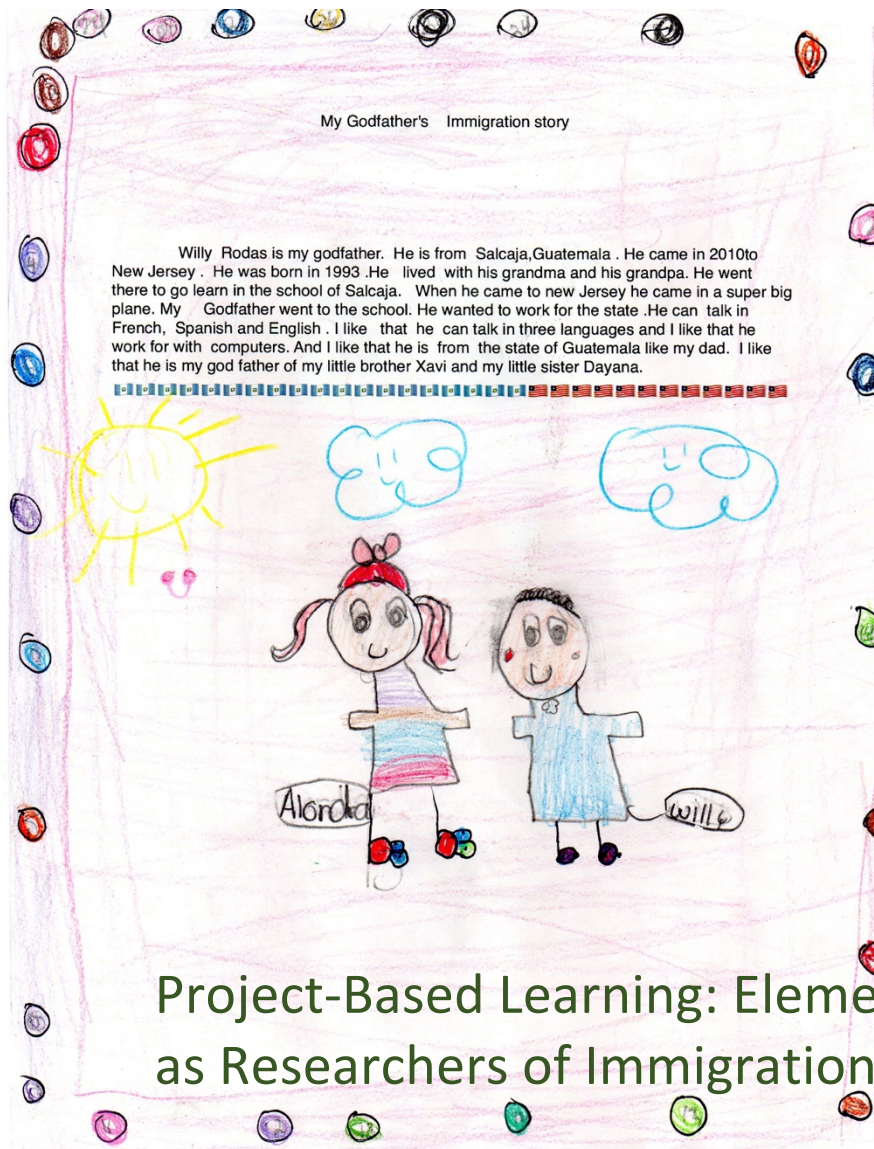 My Godfather's Immigration story
Willy Rodas is my godfather. He is from Salcaja,Guatemala . He came in 2010to
New Jersey . He was born in 1993 .He lived with his grandma and his grandpa. He went
there to go learn in the school of Salcaja. When he came to new Jersey he came in a super big
plane. My Godfather went to the school. He wanted to work for the state .He can talk in
French, Spanish and English . I like that he can talk in three languages and I like that he
work for with computers. And I like that he is from the state of Guatemala like my dad. I like
that he is my god father of my little brother Xavi and my little sister Dayana.
willy
Project-Based Learning: Eleme
as Researchers of Immigration